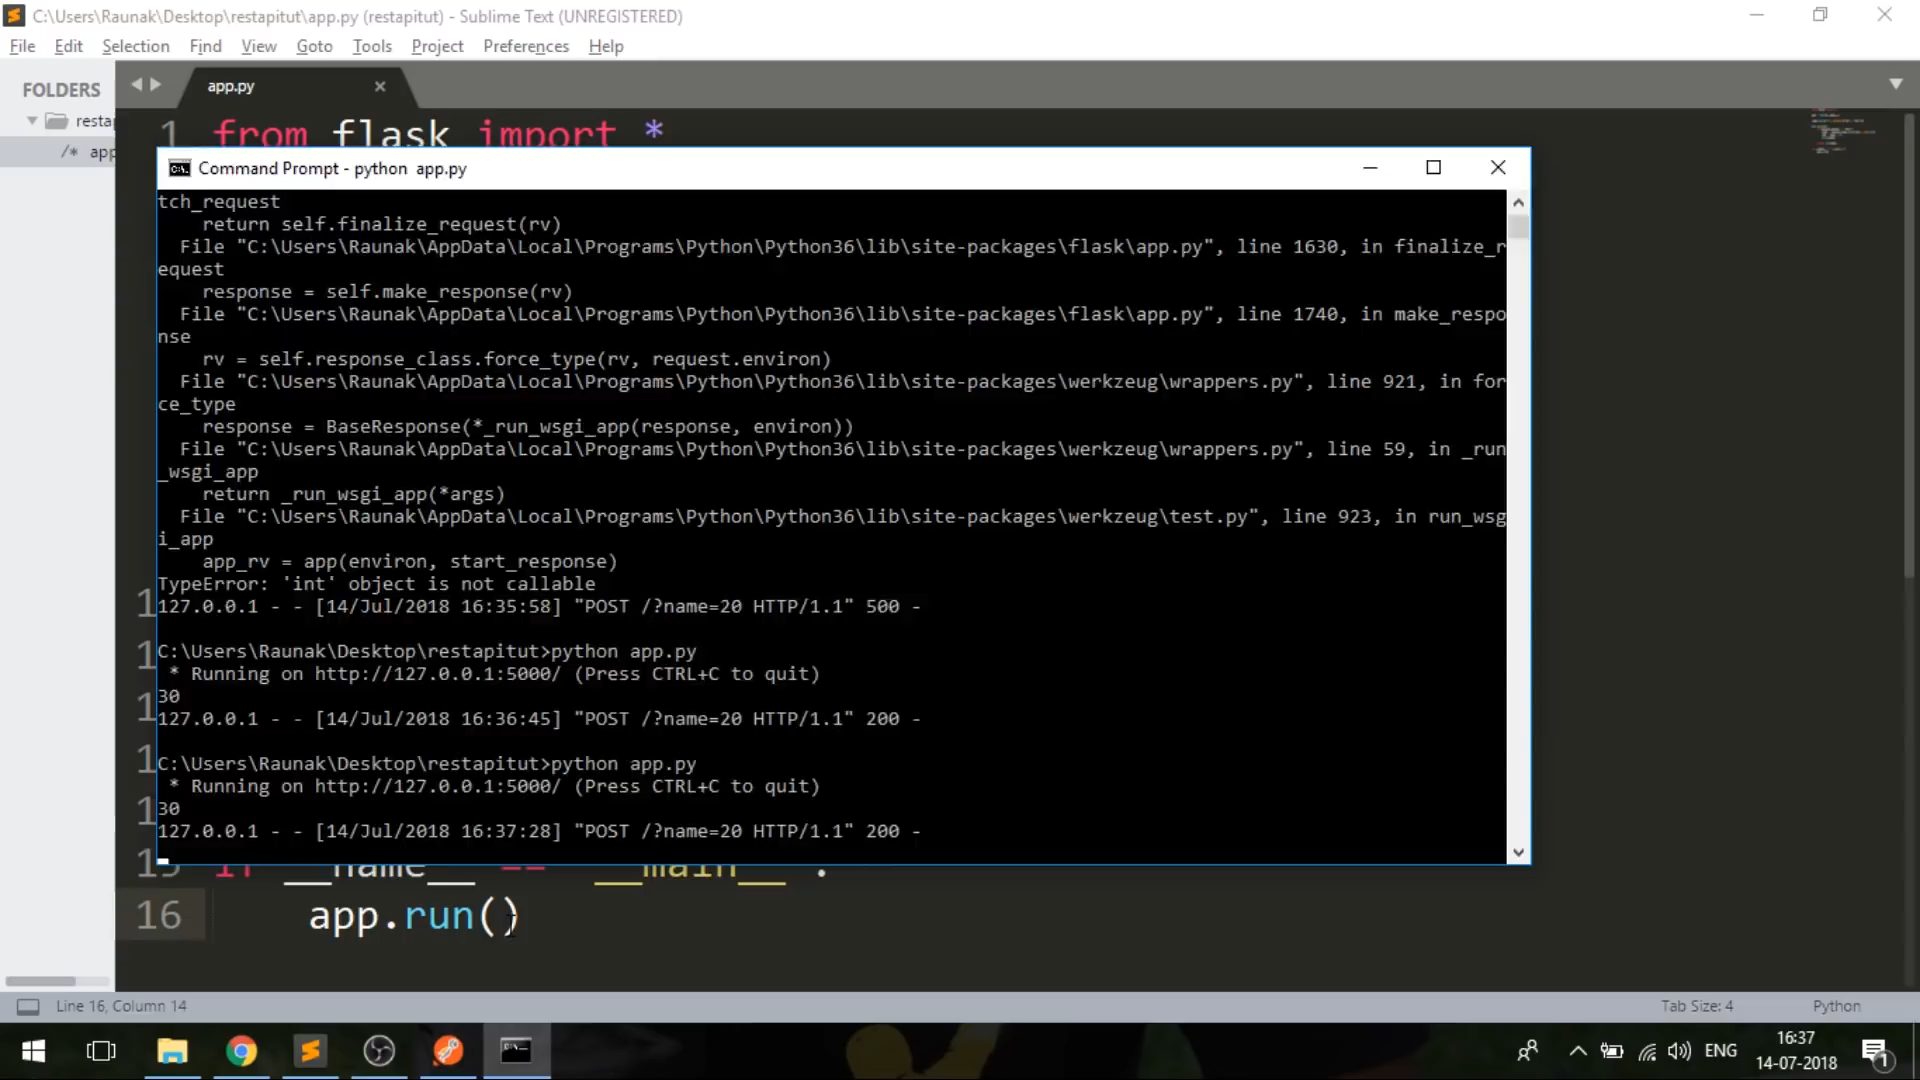 C:\Users\Raunak\Desktop\restapitut\app.py (restapitut) - Sublime Text (UNREGISTERED)
File Edit Selection Find View Goto Tools Project Preferences Help
FOLDERS
app.py
resta
/* app
1 from flask import *
Command Prompt - python  app.py
tch_request
    return self.finalize_request(rv)
  File "C:\Users\Raunak\AppData\Local\Programs\Python\Python36\lib\site-packages\flask\app.py", line 1630, in finalize_r
equest
    response = self.make_response(rv)
  File "C:\Users\Raunak\AppData\Local\Programs\Python\Python36\lib\site-packages\flask\app.py", line 1740, in make_respo
nse
    rv = self.response_class.force_type(rv, request.environ)
  File "C:\Users\Raunak\AppData\Local\Programs\Python\Python36\lib\site-packages\werkzeug\wrappers.py", line 921, in for
ce_type
    response = BaseResponse(*_run_wsgi_app(response, environ))
  File "C:\Users\Raunak\AppData\Local\Programs\Python\Python36\lib\site-packages\werkzeug\wrappers.py", line 59, in _run
_wsgi_app
    return _run_wsgi_app(*args)
  File "C:\Users\Raunak\AppData\Local\Programs\Python\Python36\lib\site-packages\werkzeug\test.py", line 923, in run_wsg
i_app
    app_rv = app(environ, start_response)
TypeError: 'int' object is not callable
127.0.0.1 - - [14/Jul/2018 16:35:58] "POST /?name=20 HTTP/1.1" 500 -
C:\Users\Raunak\Desktop\restapitut>python app.py
 * Running on http://127.0.0.1:5000/ (Press CTRL+C to quit)
30
127.0.0.1 - - [14/Jul/2018 16:36:45] "POST /?name=20 HTTP/1.1" 200 -
C:\Users\Raunak\Desktop\restapitut>python app.py
 * Running on http://127.0.0.1:5000/ (Press CTRL+C to quit)
30
127.0.0.1 - - [14/Jul/2018 16:37:28] "POST /?name=20 HTTP/1.1" 200 -
if __name__ == __main__ :
16 app.run()
Line 16, Column 14
Tab Size: 4
Python
ENG
16:37
14-07-2018
1